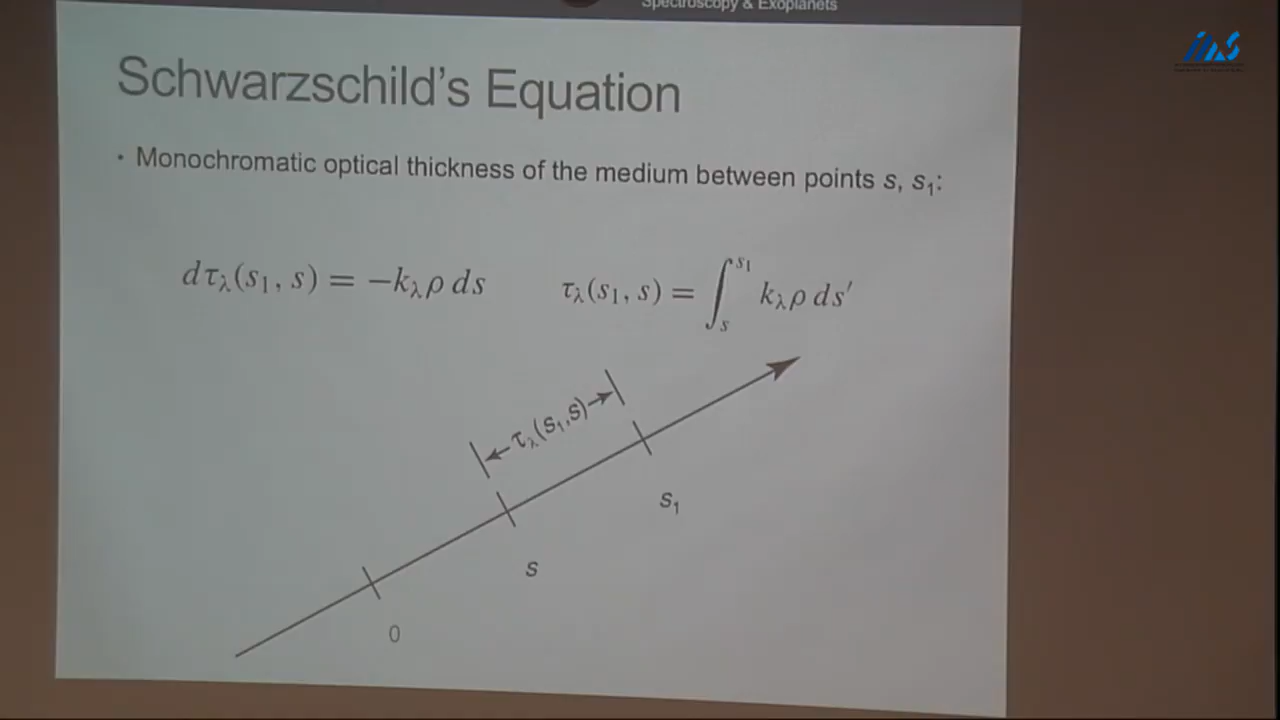 Spectroscopy & Exoplanets
Schwarzschild's Equation
• Monochromatic optical thickness of the medium between points s, s₁:
dτ_λ(s₁, s) = −k_λρ ds
τ_λ(s₁, s) = ∫_s^{s₁} k_λρ ds′
τ_λ(s₁,s)
s₁
s
0